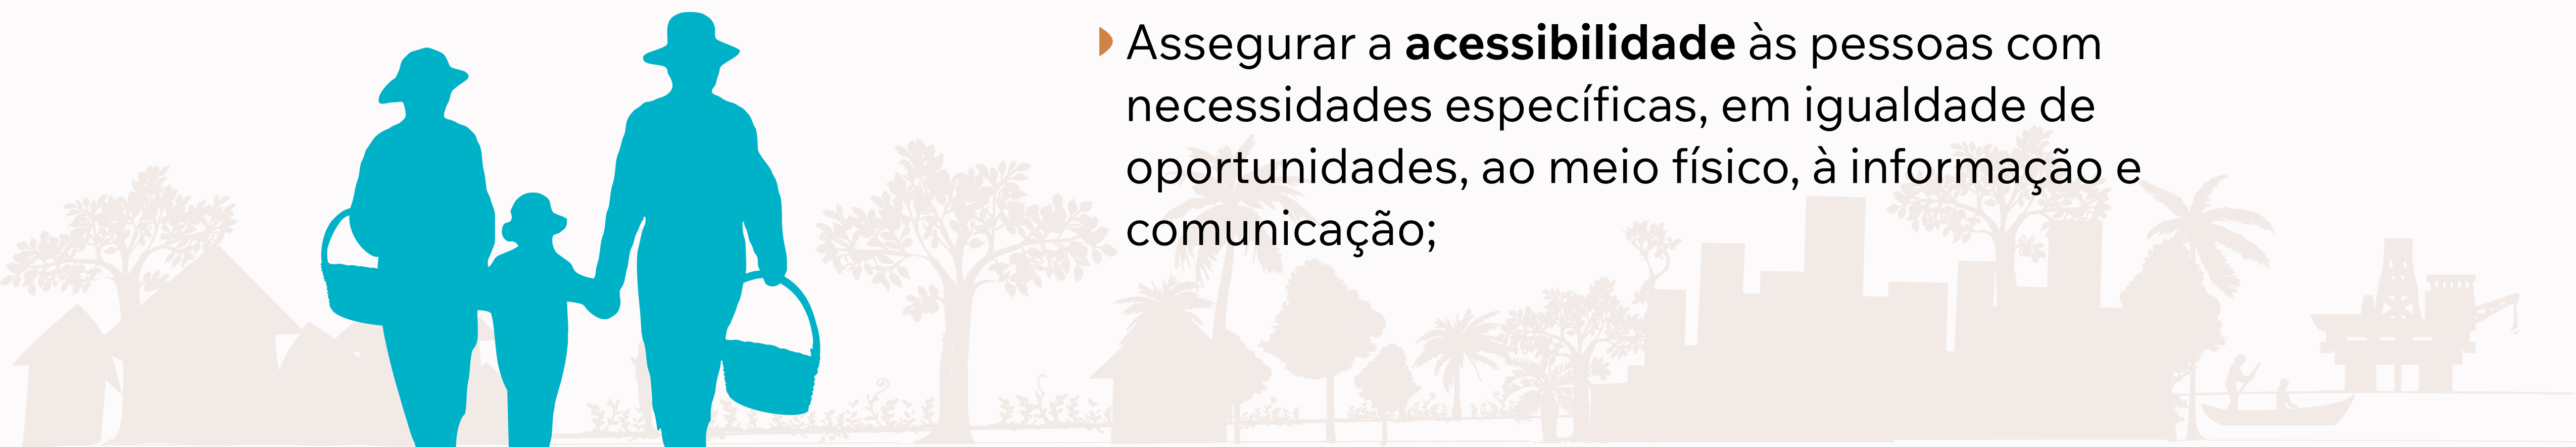 Assegurar a acessibilidade às pessoas com
necessidades específicas, em igualdade de
oportunidades, ao meio físico, à informação e
comunicação;